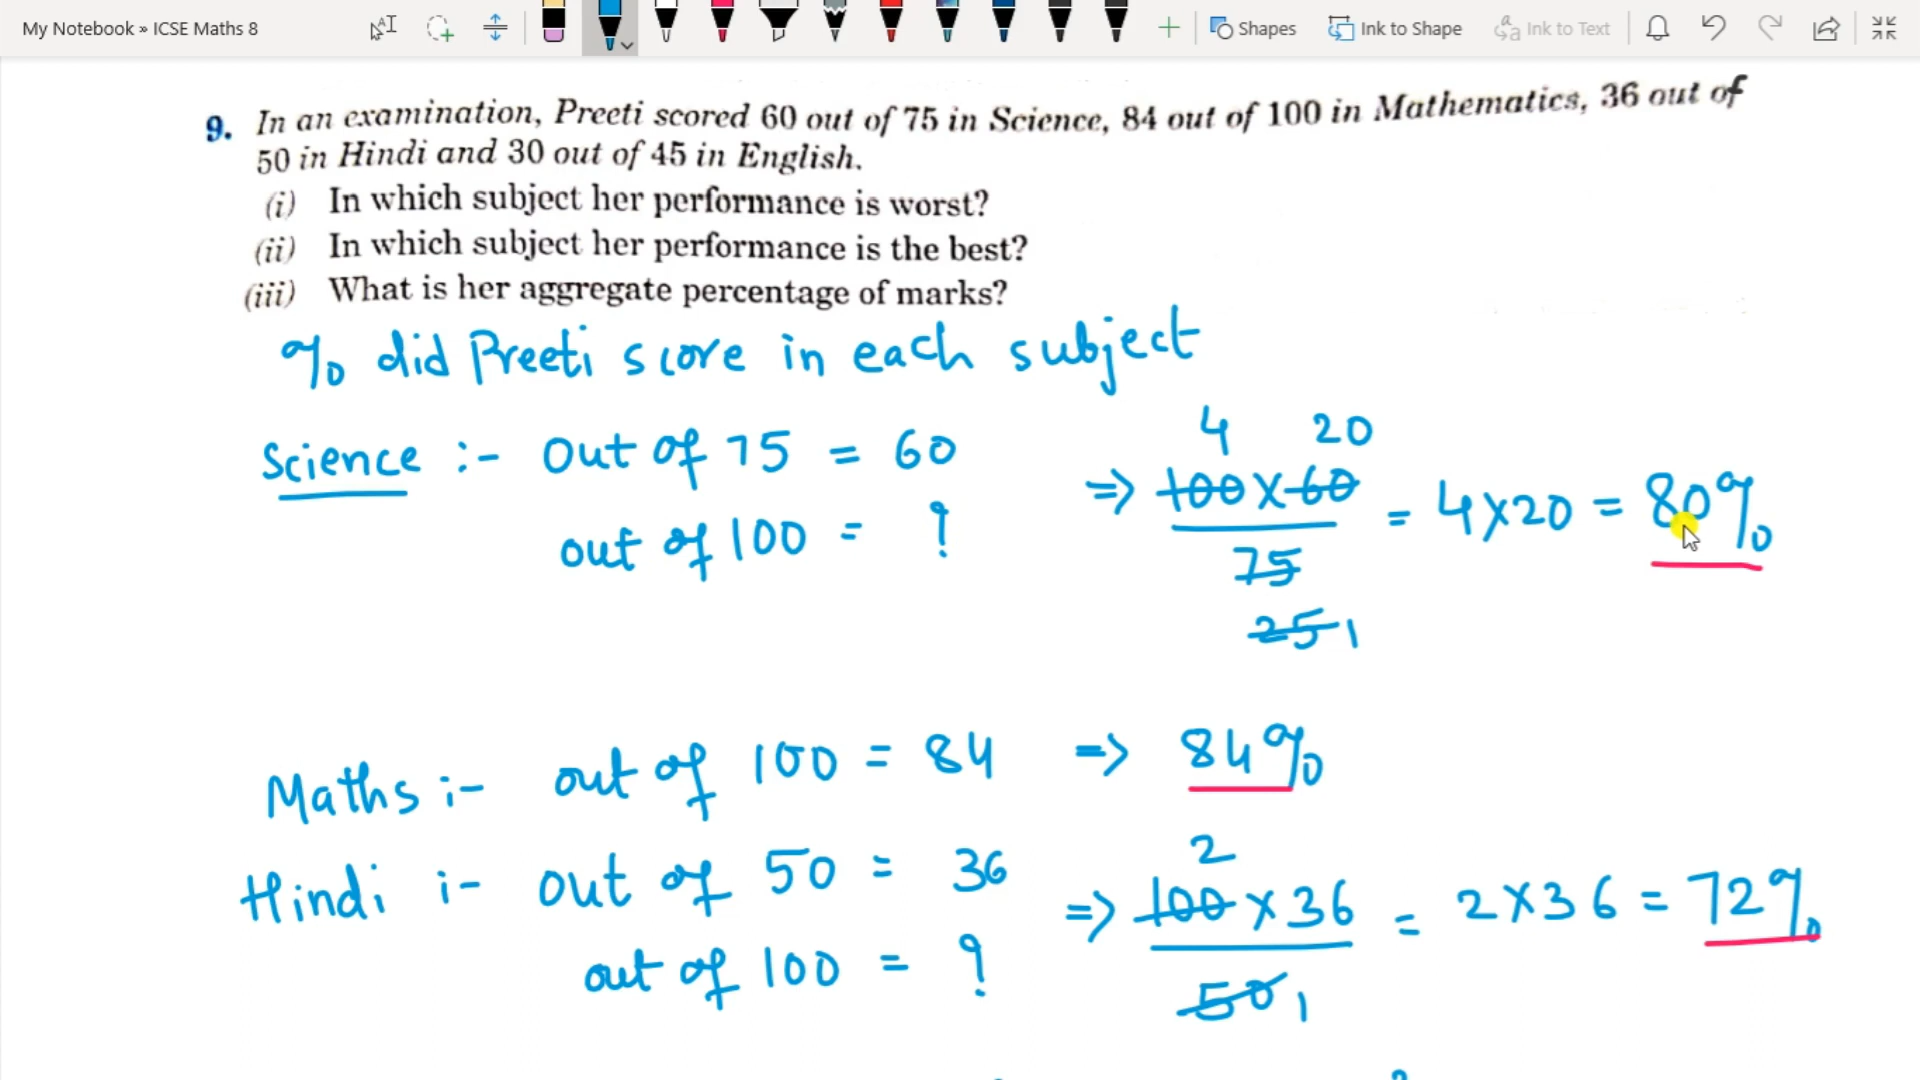 My Notebook » ICSE Maths 8
Shapes
Ink to Shape
Ink to Text
9. In an examination, Preeti scored 60 out of 75 in Science, 84 out of 100 in Mathematics, 36 out of
50 in Hindi and 30 out of 45 in English.
(i) In which subject her performance is worst?
(ii) In which subject her performance is the best?
(iii) What is her aggregate percentage of marks?
% did Preeti score in each subject
4 20
Science :- Out of 75 = 60 => 100 x 60 = 4 x 20 = 80%
out of 100 = ?
75
25 1
Maths :- out of 100 = 84 => 84%
2
Hindi :- out of 50 = 36 => 100 x 36 = 2 x 36 = 72%
out of 100 = ?
50 1